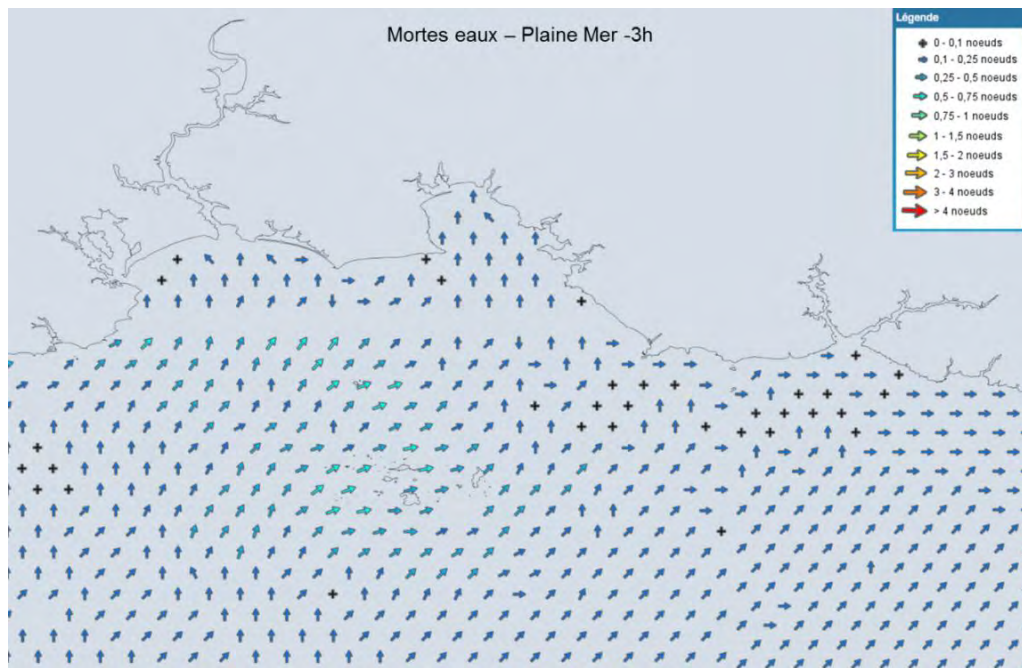 Mortes eaux – Plaine Mer -3h
Légende
0 - 0,1 noeuds
0,1 - 0,25 noeuds
0,25 - 0,5 noeuds
0,5 - 0,75 noeuds
0,75 - 1 noeuds
1 - 1,5 noeuds
1,5 - 2 noeuds
2 - 3 noeuds
3 - 4 noeuds
> 4 noeuds